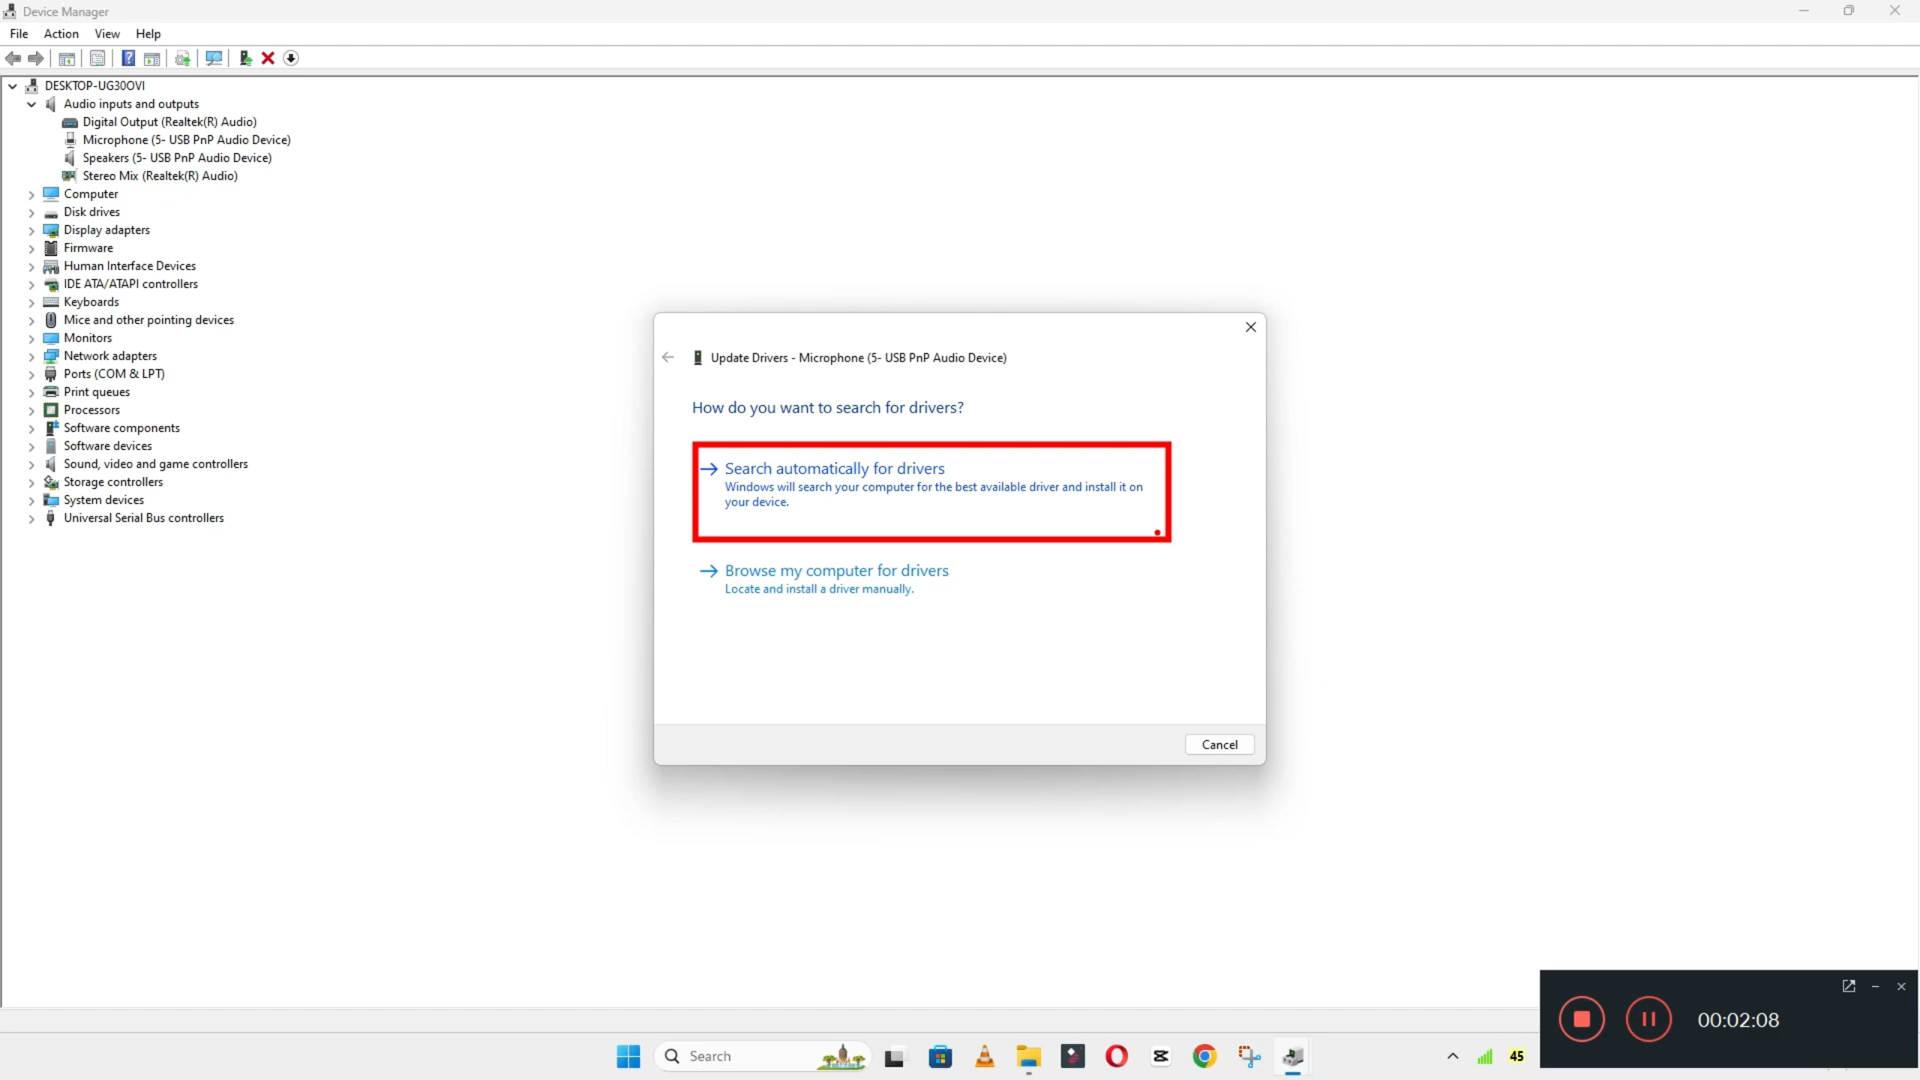 Device Manager
File Action View Help
DESKTOP-UG30OVI
Audio inputs and outputs
Digital Output (Realtek(R) Audio)
Microphone (5- USB PnP Audio Device)
Speakers (5- USB PnP Audio Device)
Stereo Mix (Realtek(R) Audio)
Computer
Disk drives
Display adapters
Firmware
Human Interface Devices
IDE ATA/ATAPI controllers
Keyboards
Mice and other pointing devices
Monitors
Network adapters
Ports (COM & LPT)
Print queues
Processors
Software components
Software devices
Sound, video and game controllers
Storage controllers
System devices
Universal Serial Bus controllers
Update Drivers - Microphone (5- USB PnP Audio Device)
How do you want to search for drivers?
Search automatically for drivers
Windows will search your computer for the best available driver and install it on
your device.
Browse my computer for drivers
Locate and install a driver manually.
Cancel
00:02:08
Search
45